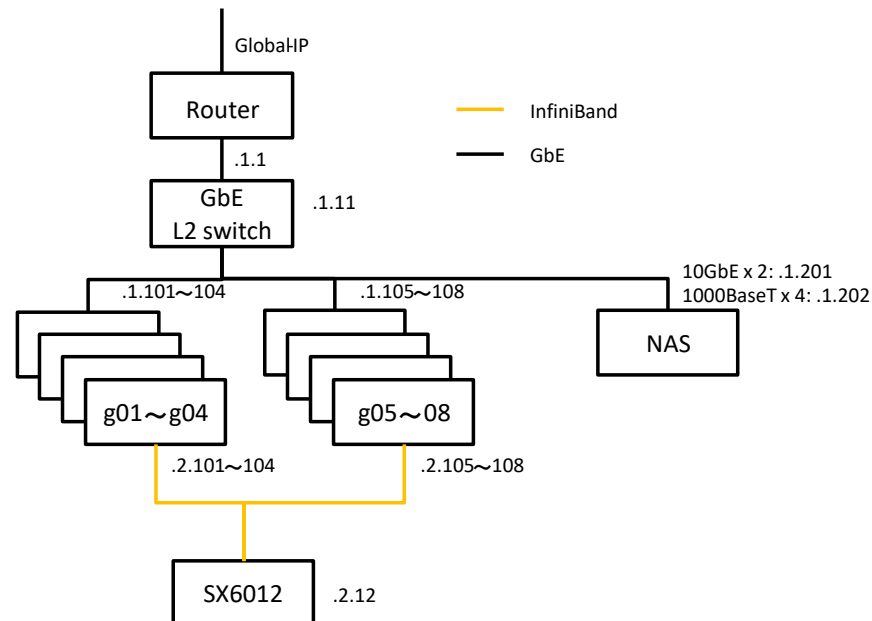 Global-IP
Router
InfiniBand
GbE
.1.1
GbE
L2 switch
.1.11
.1.101～104
.1.105～108
10GbE x 2: .1.201
1000BaseT x 4: .1.202
NAS
g01～g04
g05～08
.2.101～104
.2.105～108
SX6012
.2.12